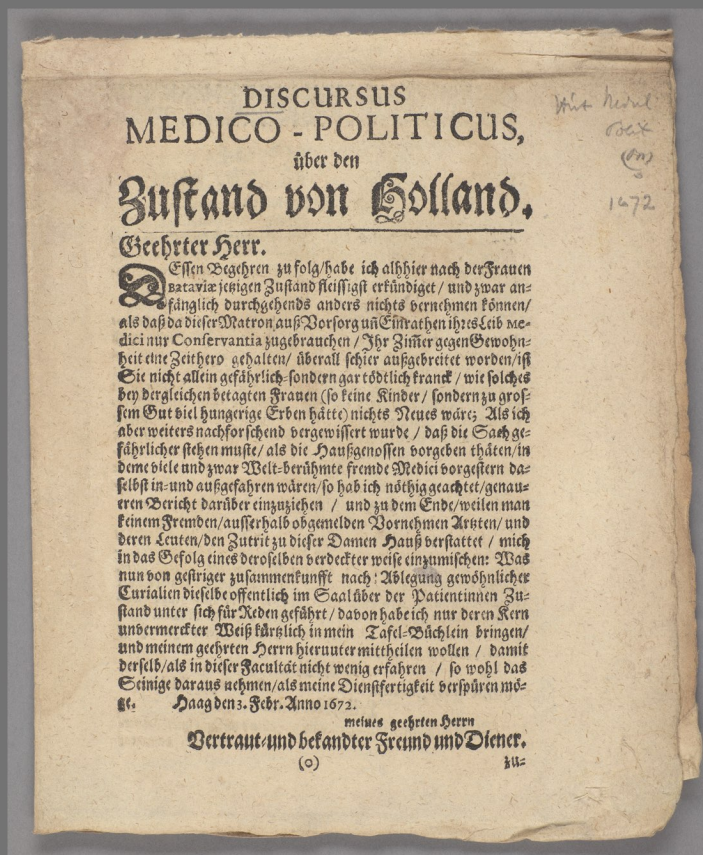 DISCURSUS
MEDICO - POLITICUS,
über den
Zustand von Holland.
Geehrter Herr.
DEssen Begehren zu folg/habe ich alhhier nach der Frauen
Bataviæ jetzigen Zustand fleissigst erkündiget / und zwar an-
fänglich durchgehends anders nichts vernehmen können/
als daß da dieser Matron auß Vorsorg uñ Einrathen ihres Leib Me-
dici nur Conservantia zugebrauchen / Ihr Zim̃er gegen Gewohn-
heit eine Zeithero gehalten/ überall schier außgebreitet worden/ist
Sie nicht allein gefährlich-sondern gar tödtlich kranck / wie solches
bey dergleichen betagten Frauen (so keine Kinder / sondern zu gros-
sem Gut viel hungerige Erben hätte) nichts Neues wäre; Als ich
aber weiters nachforschend vergewissert wurde / daß die Sach ge-
fährlicher stehen muste/ als die Haußgenossen vorgeben thäten/in
deme viele und zwar Welt-berühmte fremde Medici vorgestern da-
selbst in-und außgefahren wären/so hab ich nöthig geachtet/genau-
eren Bericht darüber einzuziehen / und zu dem Ende/weilen man
keinem Fremden/ausserhalb obgemelden Vornehmen Artzten/ und
deren Leuten/den Zutrit zu dieser Damen Hauß verstattet / mich
in das Gefolg eines deroselben verdeckter weise einzumischen: Was
nun von gestriger zusammenkunfft nach Ablegung gewöhnlicher
Curialien dieselbe offentlich im Saal über der Patientinnen Zu-
stand unter sich für Reden geführt / davon habe ich nur deren Kern
unvermerckter Weiß kürtzlich in mein Tafel-Büchlein bringen/
und meinem geehrten Herrn hierunter mittheilen wollen / damit
derselb/als in dieser Facultät nicht wenig erfahren / so wohl das
Seinige daraus nehmen/als meine Dienstfertigkeit verspüren mö-
ge. Haag den 3. Febr. Anno 1672.
meines geehrten Herrn
Vertraut-und bekandter Freund und Diener.
(o) zu-
1672